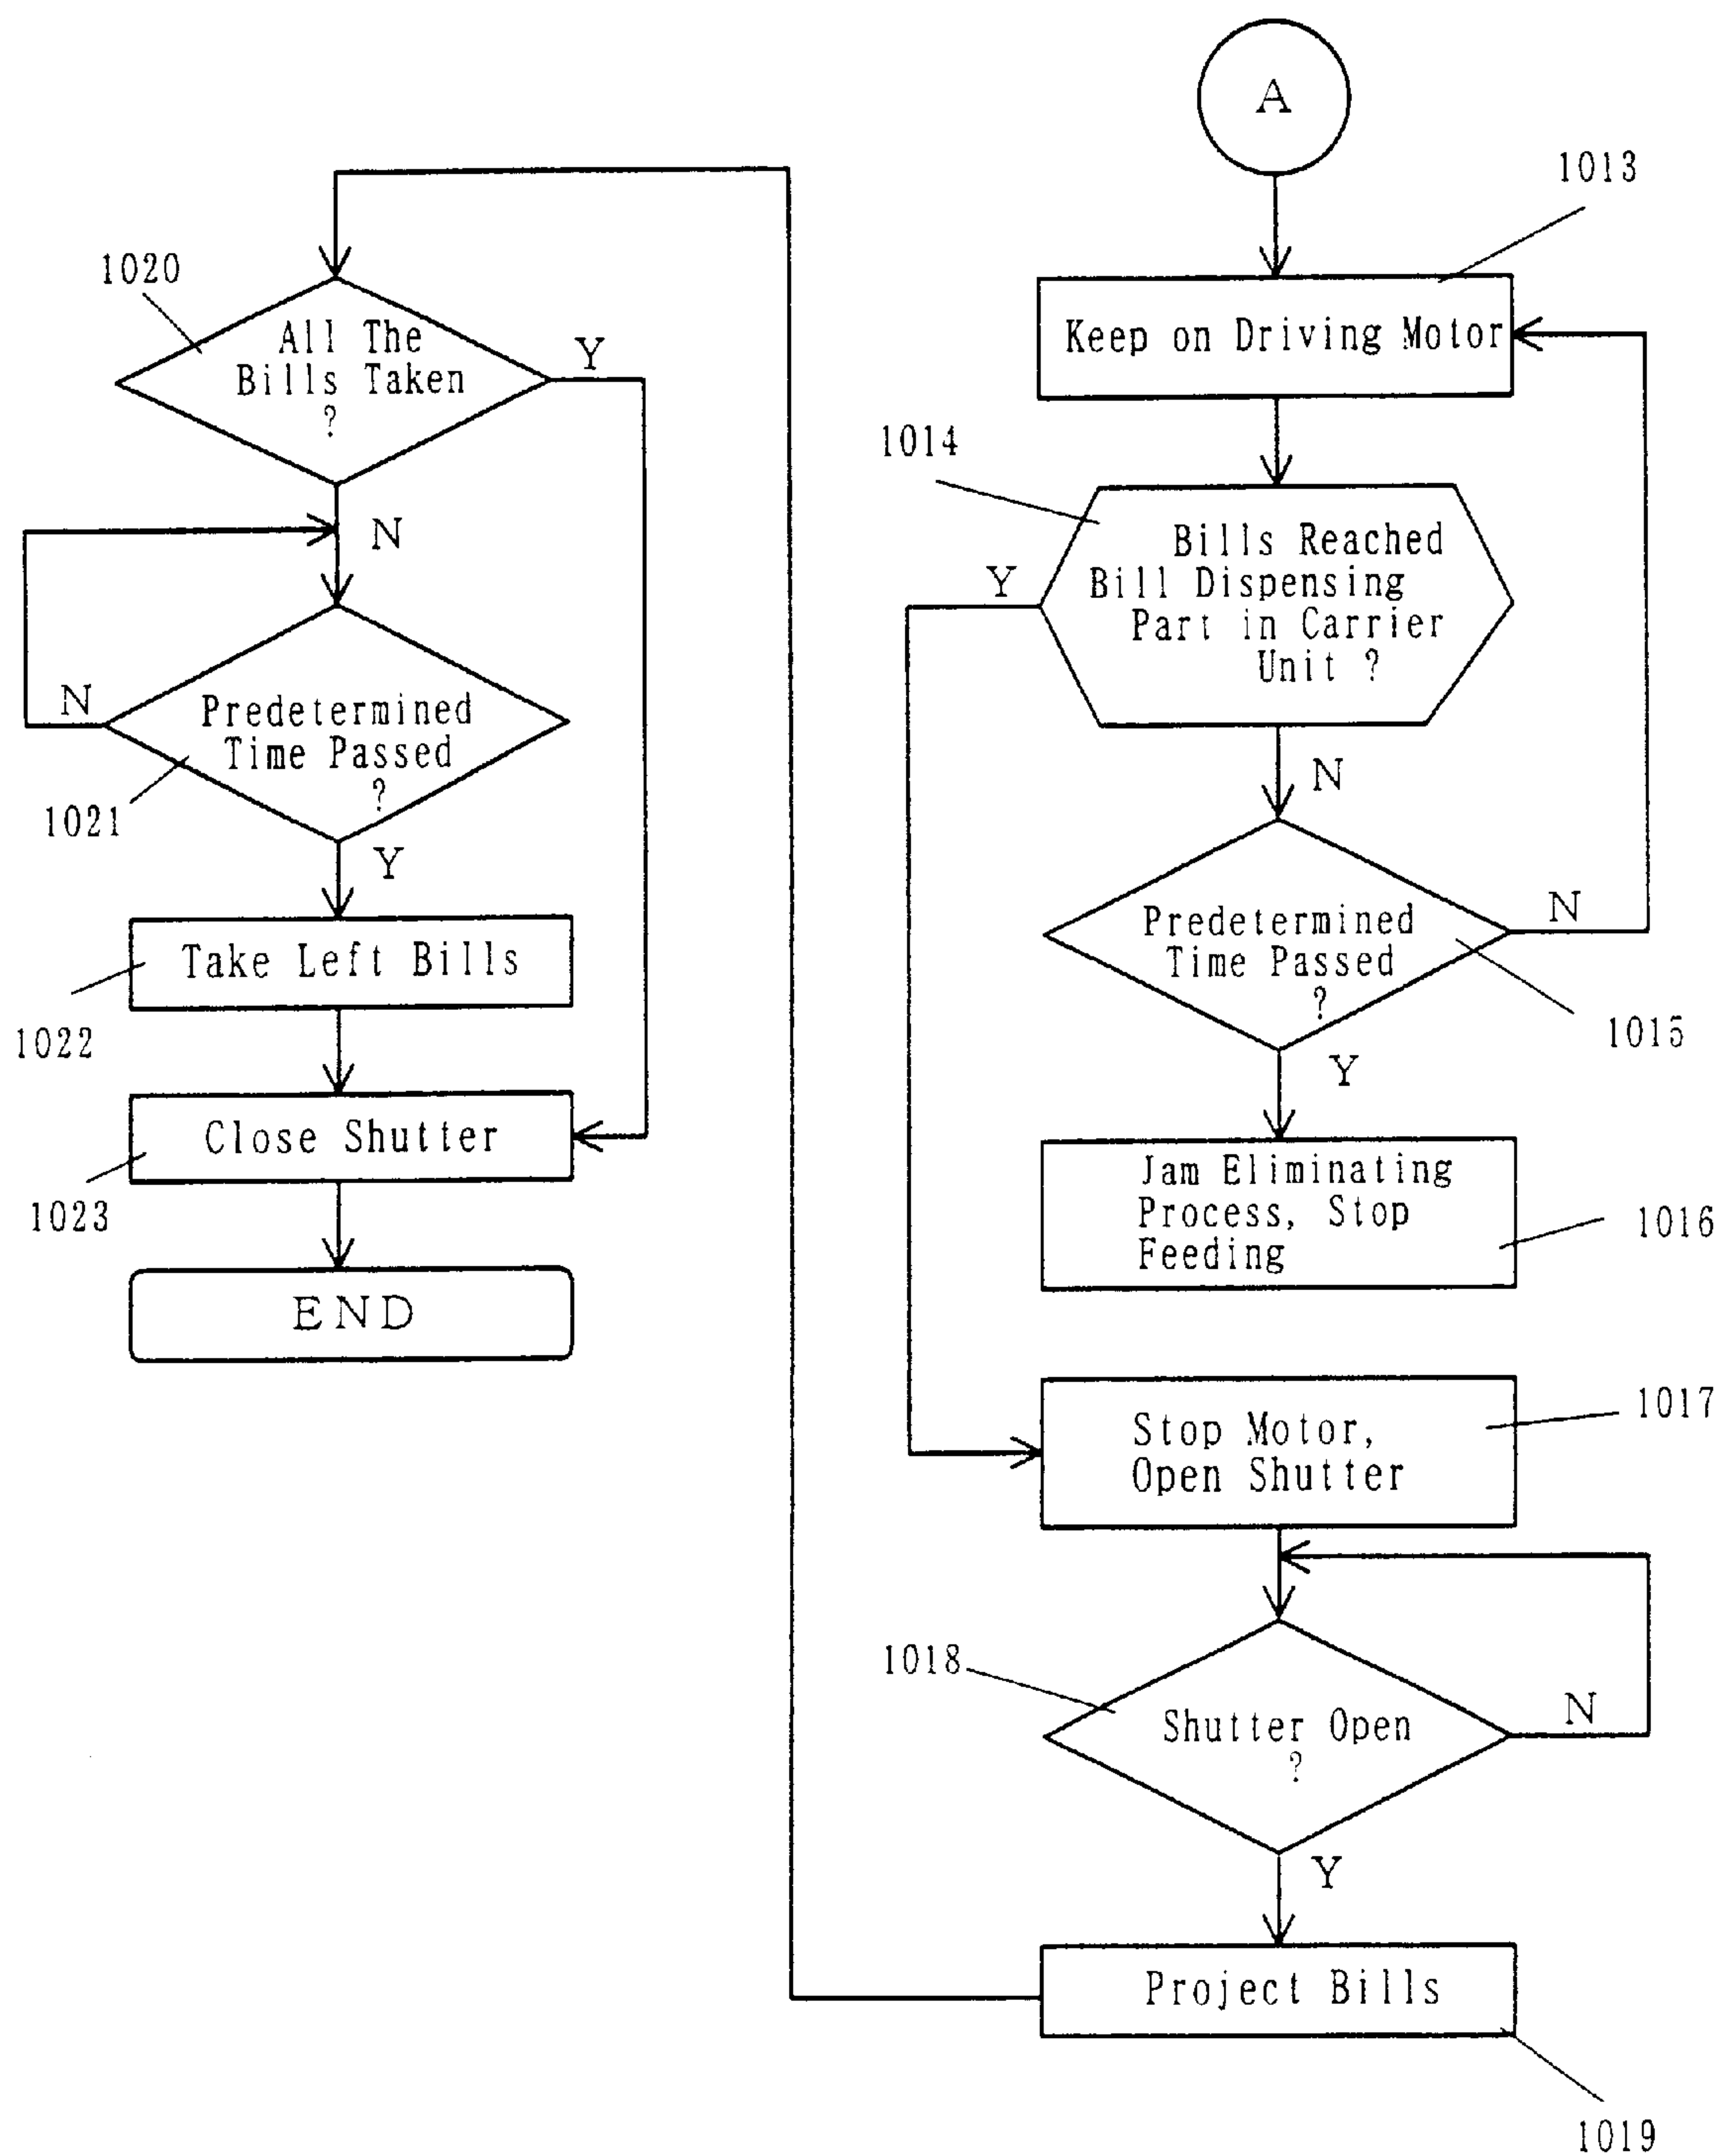 A
1013
Keep on Driving Motor
1014
Bills Reached
Bill Dispensing
Part in Carrier
Unit ?
Y
N
Predetermined
Time Passed
?
N
1015
Y
Jam Eliminating
Process, Stop
Feeding
1016
Stop Motor,
Open Shutter
1017
1018
Shutter Open
?
N
Y
Project Bills
1019
1020
All The
Bills Taken
?
Y
N
Predetermined
Time Passed
?
N
1021
Y
Take Left Bills
1022
Close Shutter
1023
END